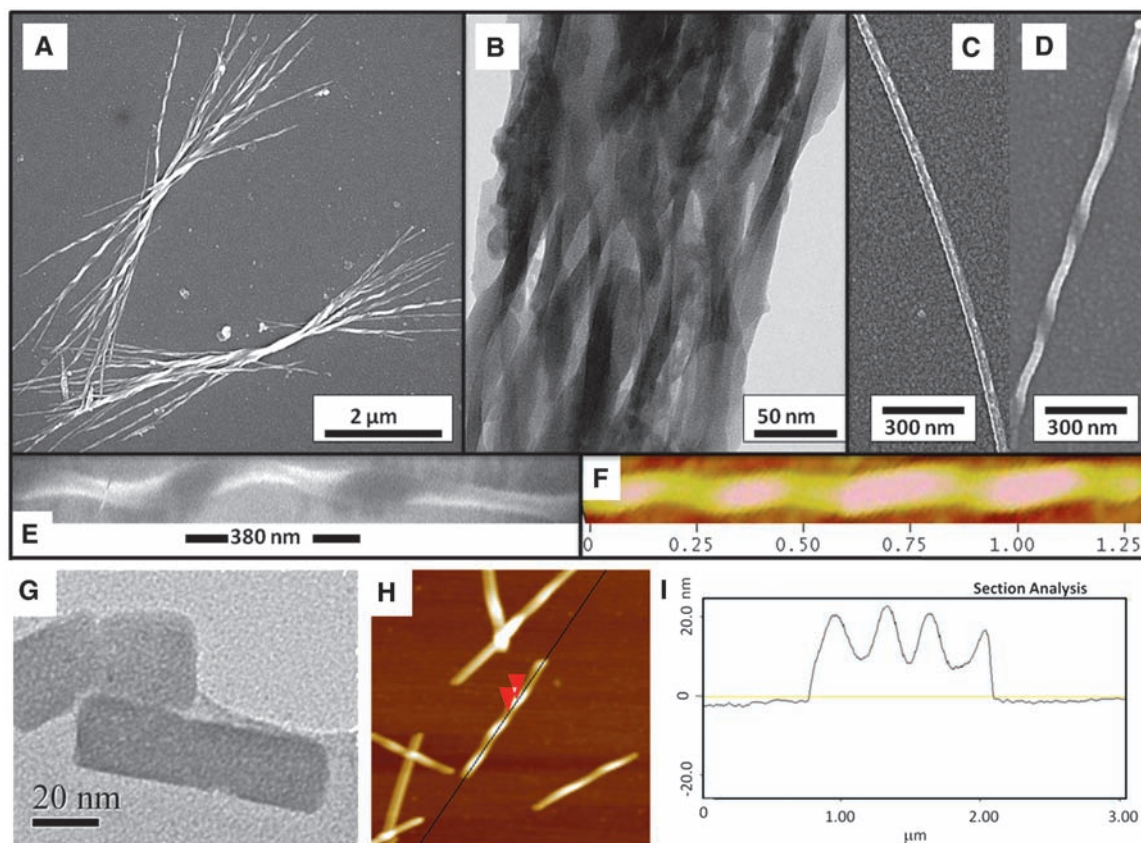 A
B
C
D
2 μm
50 nm
300 nm
300 nm
E
380 nm
F
0 0.25 0.50 0.75 1.00 1.25
G
20 nm
H
I
Section Analysis
20.0 nm
0
-20.0
0 1.00 2.00 3.00
μm